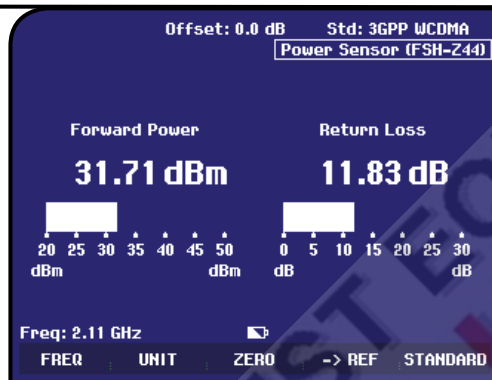 Offset: 0.0 dB Std: 3GPP WCDMA
Power Sensor (FSH-Z44)
Forward Power Return Loss
31.71 dBm 11.83 dB
20 25 30 35 40 45 50 0 5 10 15 20 25 30
dBm dBm dB dB
Freq: 2.11 GHz
FREQ UNIT ZERO -> REF STANDARD